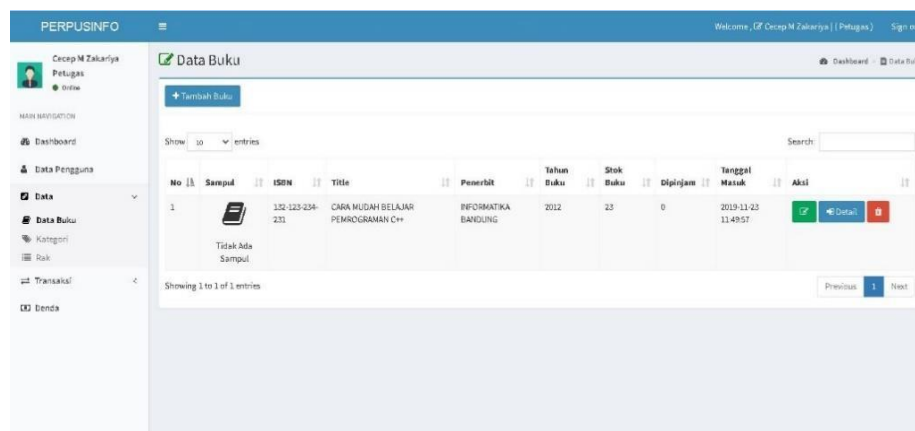 PERPUSINFO
Welcome, Cecep M Zakariya | ( Petugas )
Sign
Cecep M Zakariya
Petugas
Online
MAIN NAVIGATION
Dashboard
Data Pengguna
Data
Data Buku
Kategori
Rak
Transaksi
Denda
Data Buku
Dashboard
+ Tambah Buku
Show 10 entries
Search:
No Sampul ISBN Title Penerbit Tahun Buku Stok Buku Dipinjam Tanggal Masuk Aksi
1 132-123-234- CARA MUDAH BELAJAR INFORMATIKA 2012 23 0 2019-11-23 Detail
231 PEMROGRAMAN C++ BANDUNG 11:49:57
Tidak Ada
Sampul
Showing 1 to 1 of 1 entries
Previous 1 Next